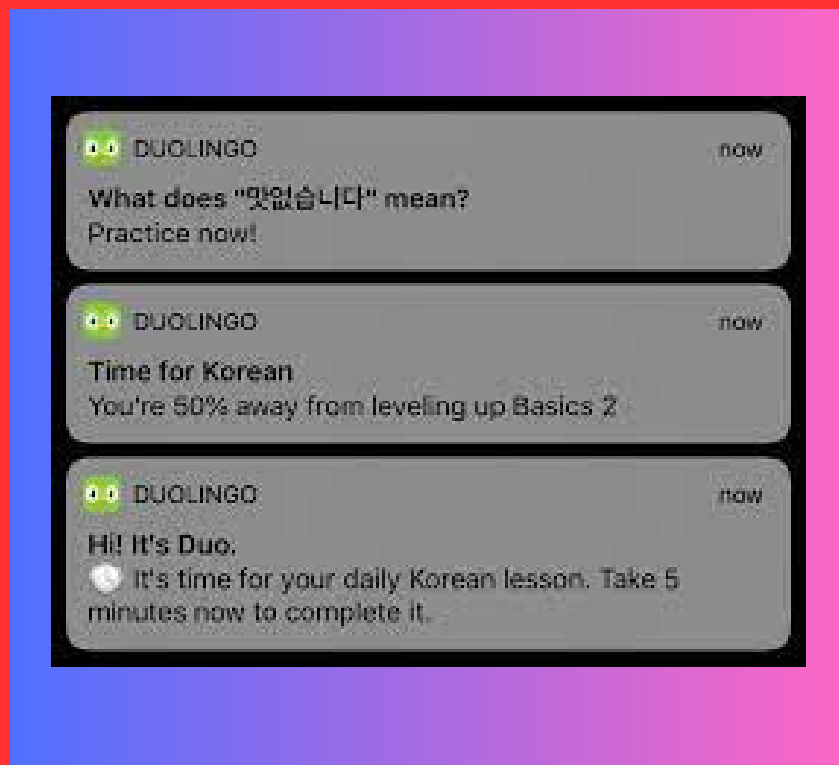 DUOLINGO
now
What does "맛없습니다" mean?
Practice now!
DUOLINGO
now
Time for Korean
You're 50% away from leveling up Basics 2
DUOLINGO
now
Hi! It's Duo.
It's time for your daily Korean lesson. Take 5
minutes now to complete it.